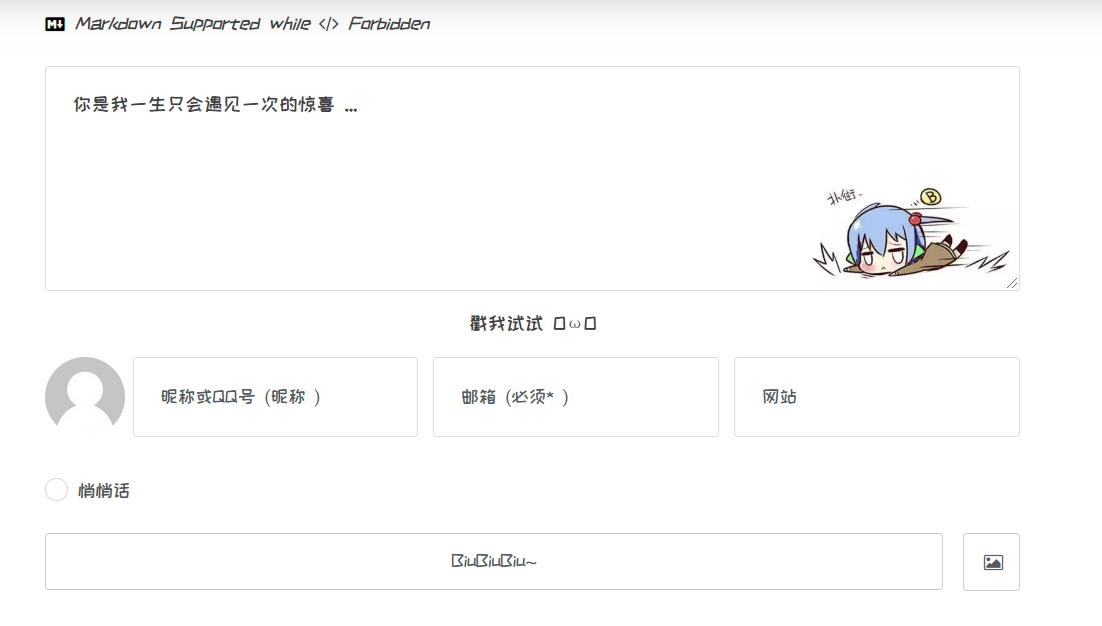 M↓ Markdown Supported while </> Forbidden
你是我一生只会遇见一次的惊喜 ...
扑街~
B
戳我试试 OωO
昵称或QQ号 (昵称 )
邮箱 (必须* )
网站
悄悄话
BiuBiuBiu~